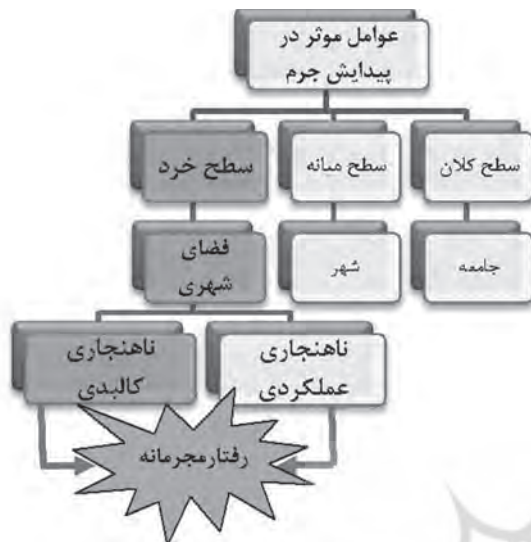 عوامل موثر در
پیدایش جرم
سطح کلان
سطح میانه
سطح خرد
جامعه
شهر
فضای
شهری
ناهنجاری
عملکردی
ناهنجاری
کالبدی
رفتارمجرمانه